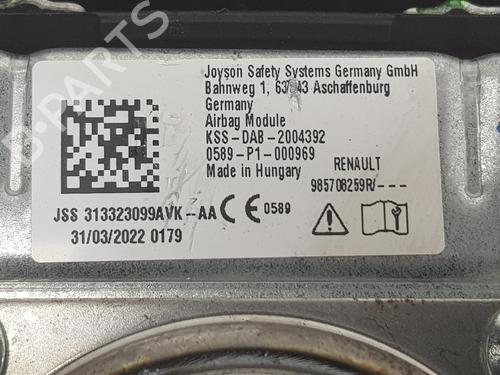 Joyson Safety Systems Germany GmbH
Bahnweg 1, Aschaffenburg
Germany
Airbag Module
KSS-DAB-2004392
0589-P1-000969
Made in Hungary
RENAULT
985708259R/---
JSS 313323099AVK-AA CE 0589
31/03/2022 0179
B-PARTS